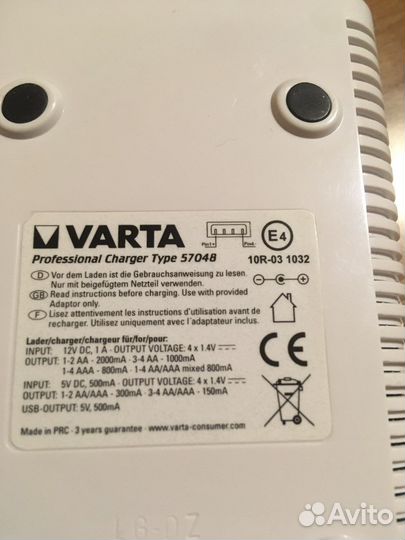 VARTA
Pin1+ Pin4-
E4
Professional Charger Type 57048
10R-03 1032
D Vor dem Laden ist die Gebrauchsanweisung zu lesen.
Nur mit beigefügtem Netzteil verwenden.
GB Read instructions before charging. Use with provided
Adaptor only.
F Lisez attentivement les instructions d'utilisation avant de
recharger. Utilisez uniquement avec l'adaptateur inclus.
Lader/charger/chargeur für/for/pour:
INPUT: 12V DC, 1 A · OUTPUT VOLTAGE: 4 x 1.4V
OUTPUT: 1-2 AA - 2000mA · 3-4 AA - 1000mA
1-4 AAA - 800mA · 1-4 AA/AAA mixed 800mA
INPUT: 5V DC, 500mA · OUTPUT VOLTAGE: 4 x 1.4V
OUTPUT: 1-2 AA/AAA - 300mA · 3-4 AA/AAA - 150mA
USB-OUTPUT: 5V, 500mA
CE
Made in PRC · 3 years guarantee · www.varta-consumer.com
Avito